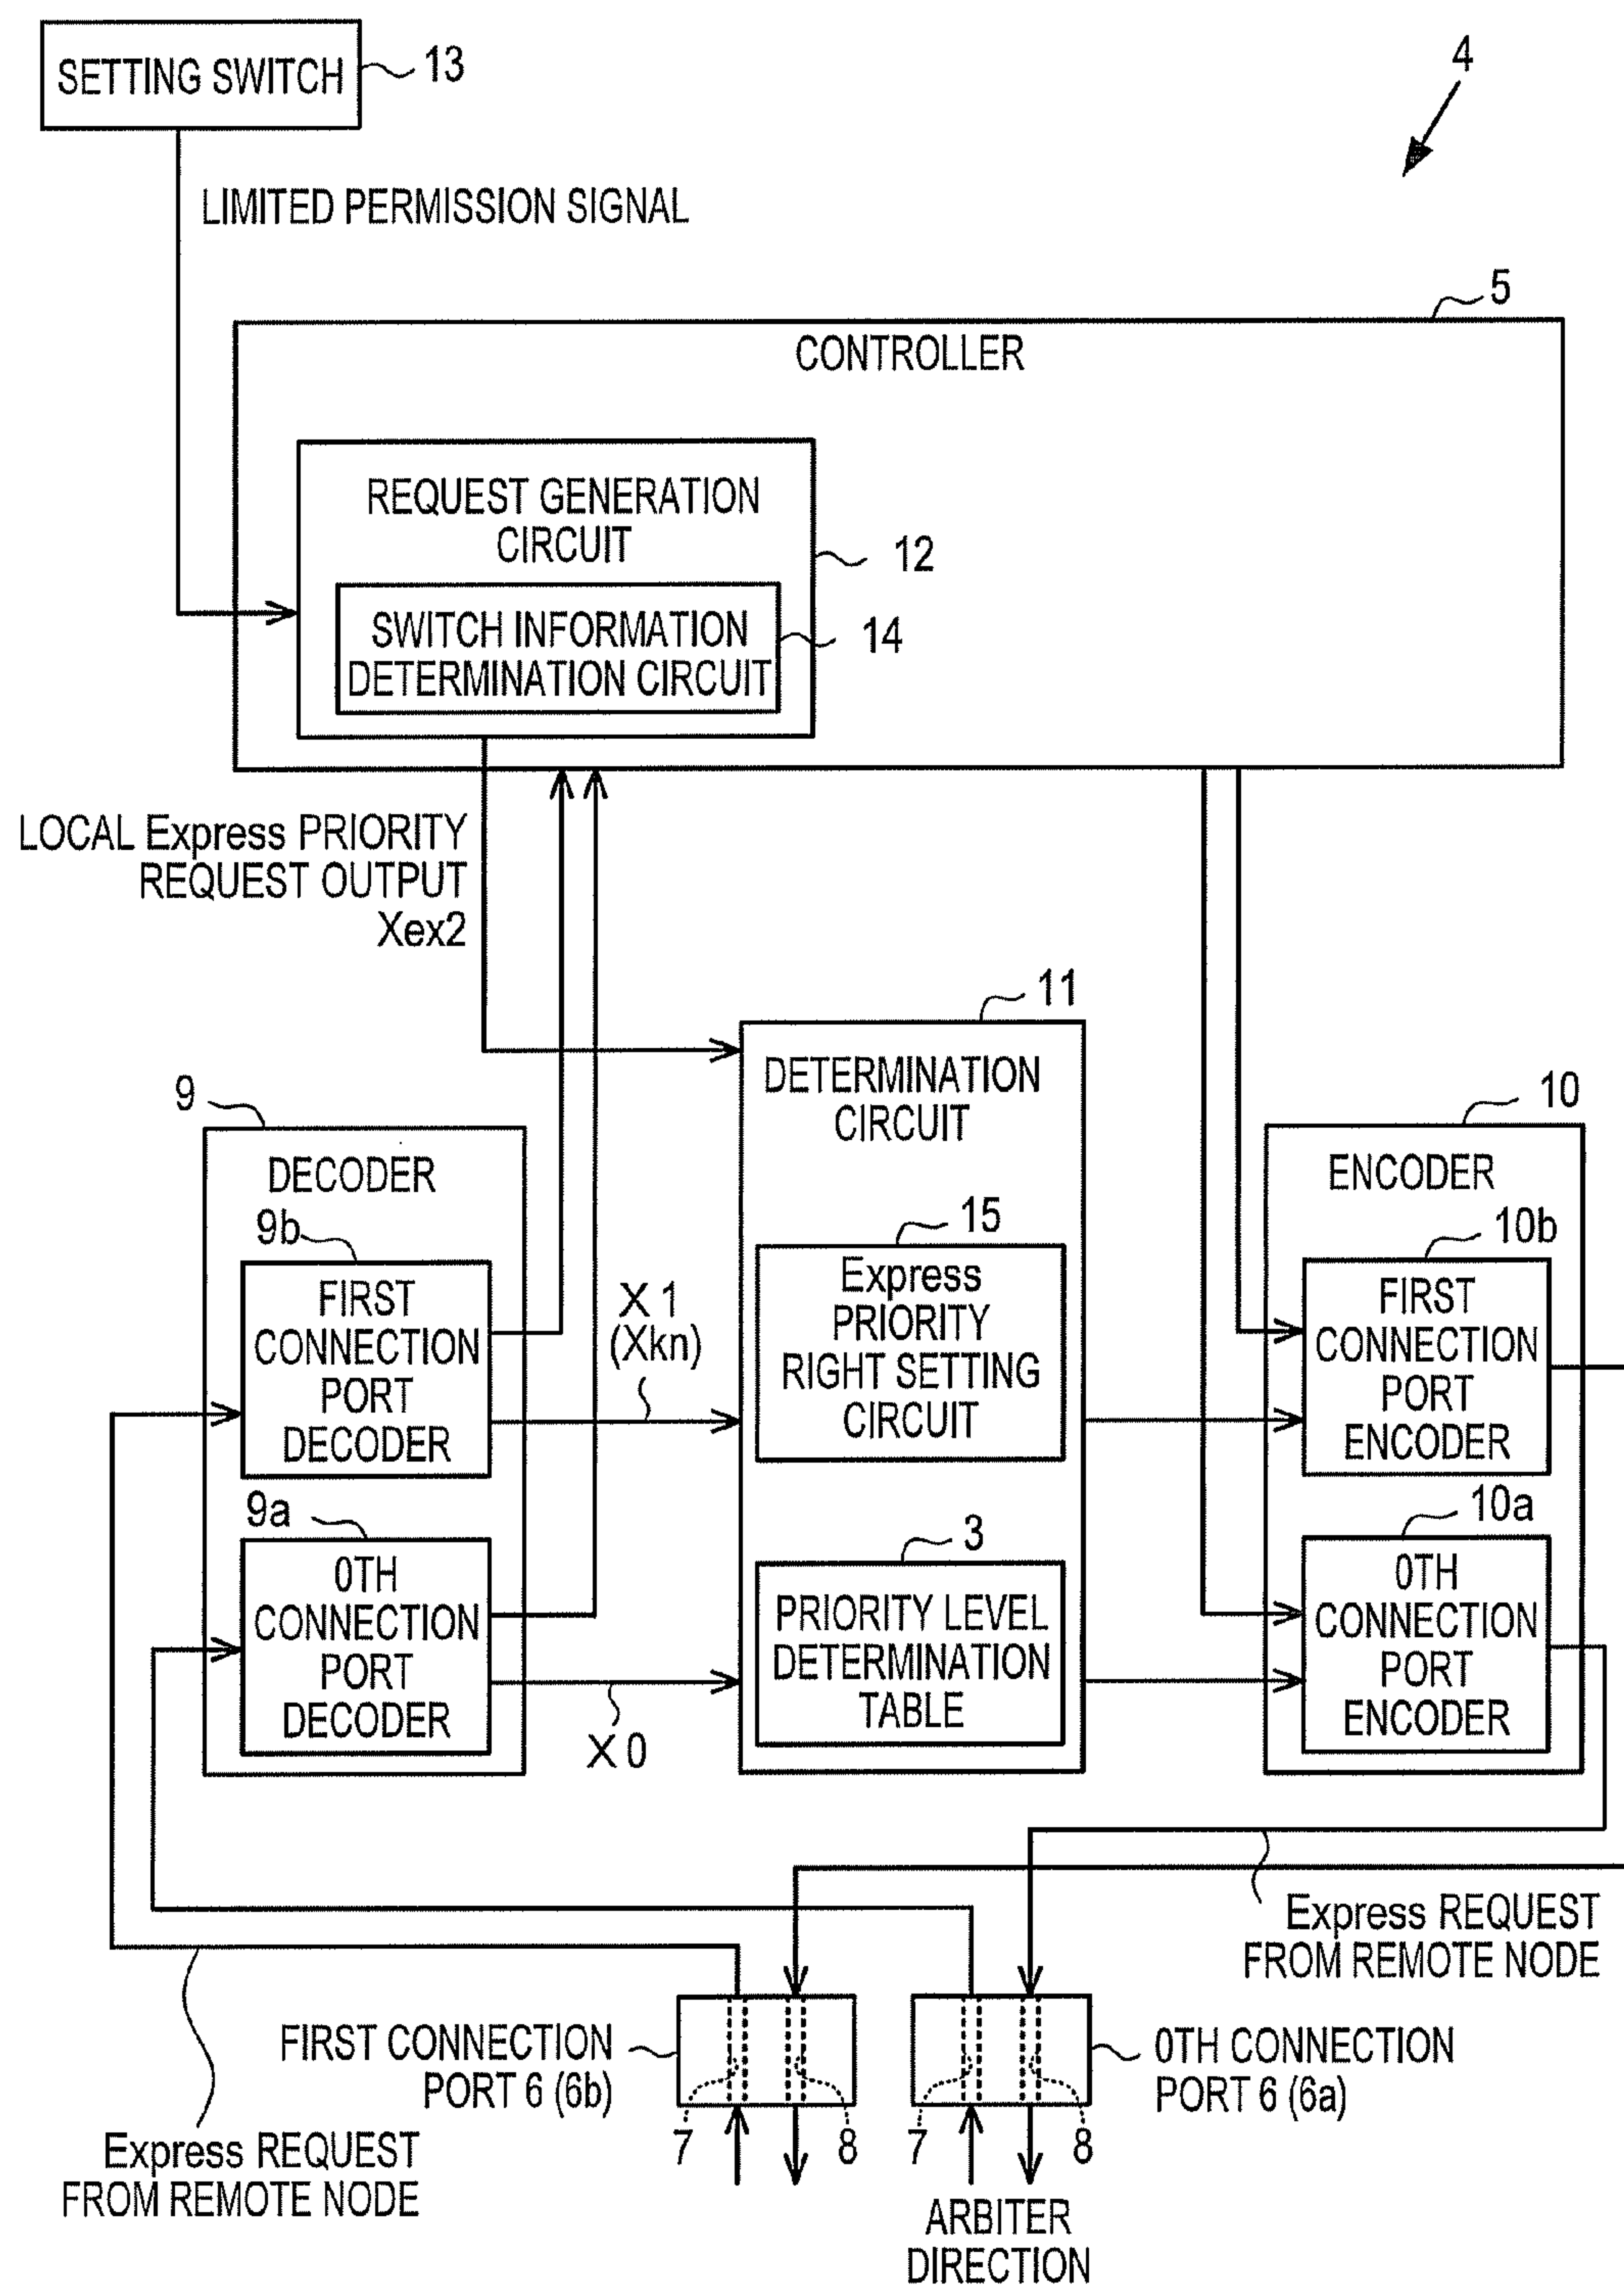 SETTING SWITCH
13
4
LIMITED PERMISSION SIGNAL
5
CONTROLLER
REQUEST GENERATION
CIRCUIT
12
SWITCH INFORMATION
DETERMINATION CIRCUIT
14
LOCAL Express PRIORITY
REQUEST OUTPUT
Xex2
11
DETERMINATION
CIRCUIT
9
DECODER
10
ENCODER
9b
FIRST
CONNECTION
PORT
DECODER
X1
(Xkn)
15
Express
PRIORITY
RIGHT SETTING
CIRCUIT
10b
FIRST
CONNECTION
PORT
ENCODER
9a
0TH
CONNECTION
PORT
DECODER
X0
3
PRIORITY LEVEL
DETERMINATION
TABLE
10a
0TH
CONNECTION
PORT
ENCODER
Express REQUEST
FROM REMOTE NODE
FIRST CONNECTION
PORT 6 (6b)
0TH CONNECTION
PORT 6 (6a)
7
8
7
8
Express REQUEST
FROM REMOTE NODE
ARBITER
DIRECTION